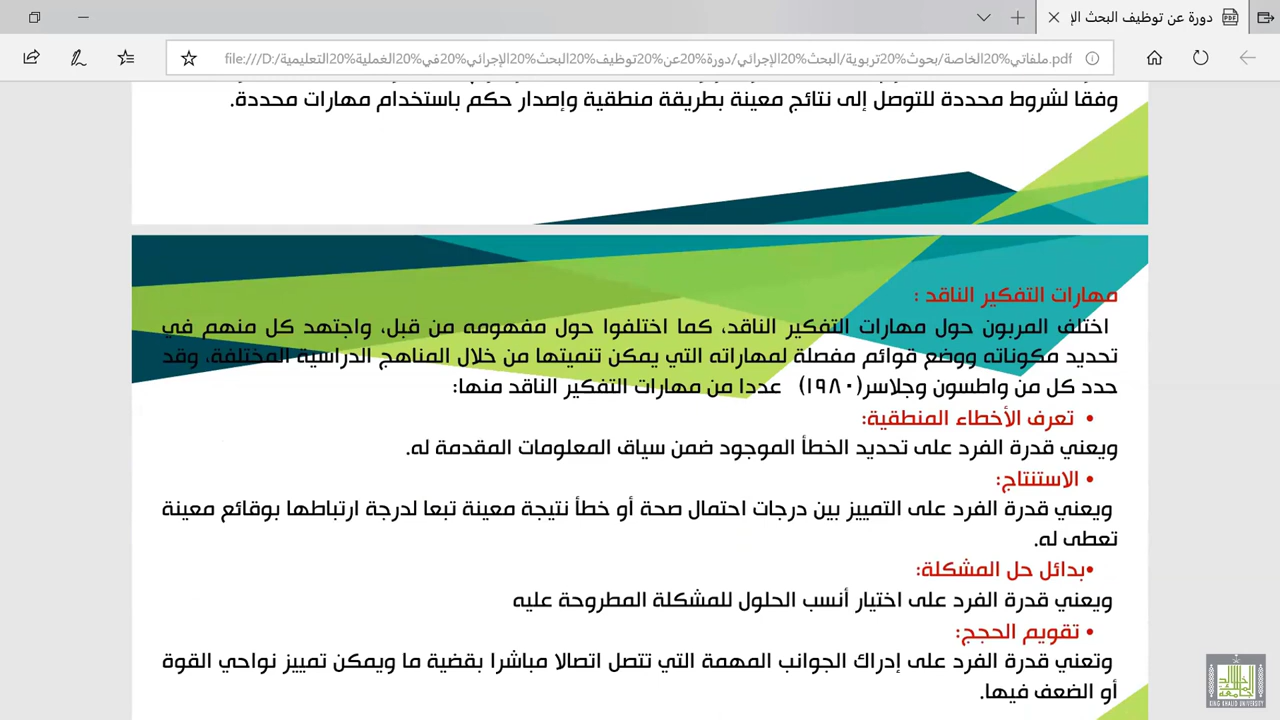 دورة عن توظيف البحث الإ
file:///D:/ملفاتي%20الخاصة/بحوث%20تربوية/البحث%20الإجرائي/دورة%20عن%20توظيف%20البحث%20الإجرائي%20في%20الغملية%20التعليمية.pdf
وفقا لشروط محددة للتوصل إلى نتائج معينة بطريقة منطقية وإصدار حكم باستخدام مهارات محددة.
مهارات التفكير الناقد :
اختلف المربون حول مهارات التفكير الناقد، كما اختلفوا حول مفهومه من قبل، واجتهد كل منهم في
تحديد مكوناته ووضع قوائم مفصلة لمهاراته التي يمكن تنميتها من خلال المناهج الدراسية المختلفة، وقد
حدد كل من واطسون وجلاسر(١٩٨٠) عددا من مهارات التفكير الناقد منها:
• تعرف الأخطاء المنطقية:
ويعني قدرة الفرد على تحديد الخطأ الموجود ضمن سياق المعلومات المقدمة له.
• الاستنتاج:
ويعني قدرة الفرد على التمييز بين درجات احتمال صحة أو خطأ نتيجة معينة تبعا لدرجة ارتباطها بوقائع معينة
تعطى له.
•بدائل حل المشكلة:
ويعني قدرة الفرد على اختيار أنسب الحلول للمشكلة المطروحة عليه
• تقويم الحجج:
وتعني قدرة الفرد على إدراك الجوانب المهمة التي تتصل اتصالا مباشرا بقضية ما ويمكن تمييز نواحي القوة
أو الضعف فيها.
جامعة الملك خالد
KING KHALID UNIVERSITY